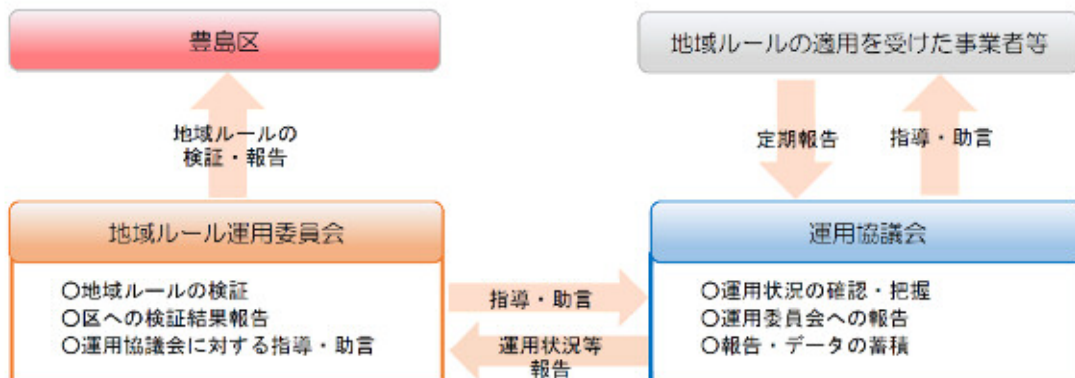 豊島区
地域ルールの適用を受けた事業者等
地域ルールの
検証・報告
定期報告
指導・助言
地域ルール運用委員会
〇地域ルールの検証
〇区への検証結果報告
〇運用協議会に対する指導・助言
指導・助言
運用状況等
報告
運用協議会
〇運用状況の確認・把握
〇運用委員会への報告
〇報告・データの蓄積